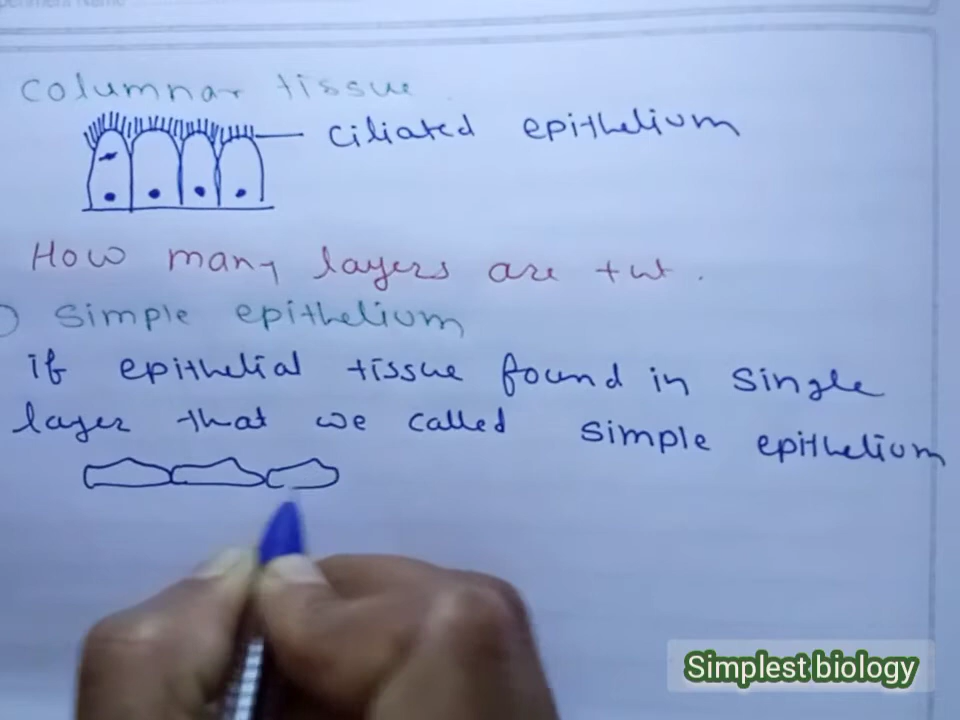 columnar tissue
ciliated epithelium
How many layers are
simple epithelium
if epithelial tissue found in single
layer that we called simple epithelium
Simplest biology